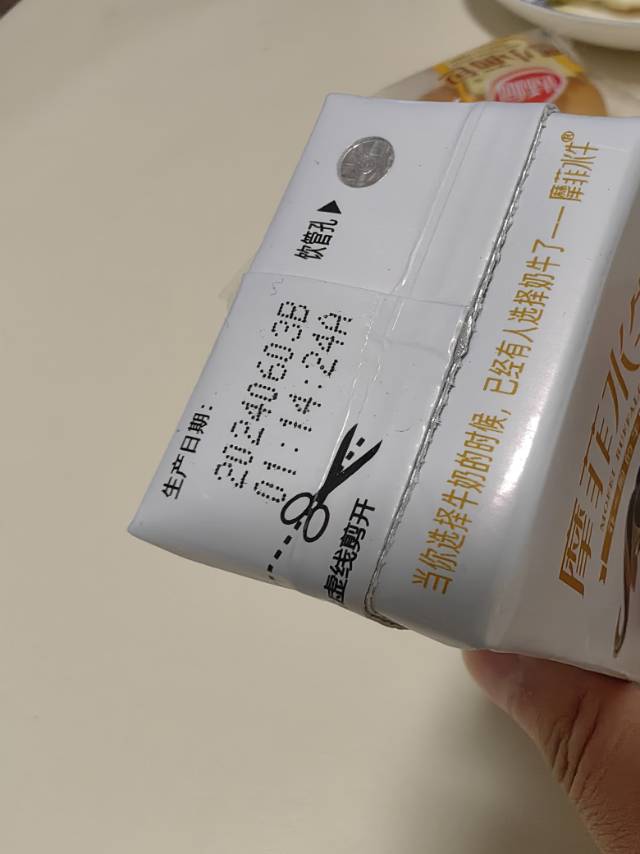 饮管孔
生产日期:
20240603B
01:14:24A
虚线剪开
当你选择牛奶的时候,已经有人选择奶牛了——摩菲水牛®
摩菲水